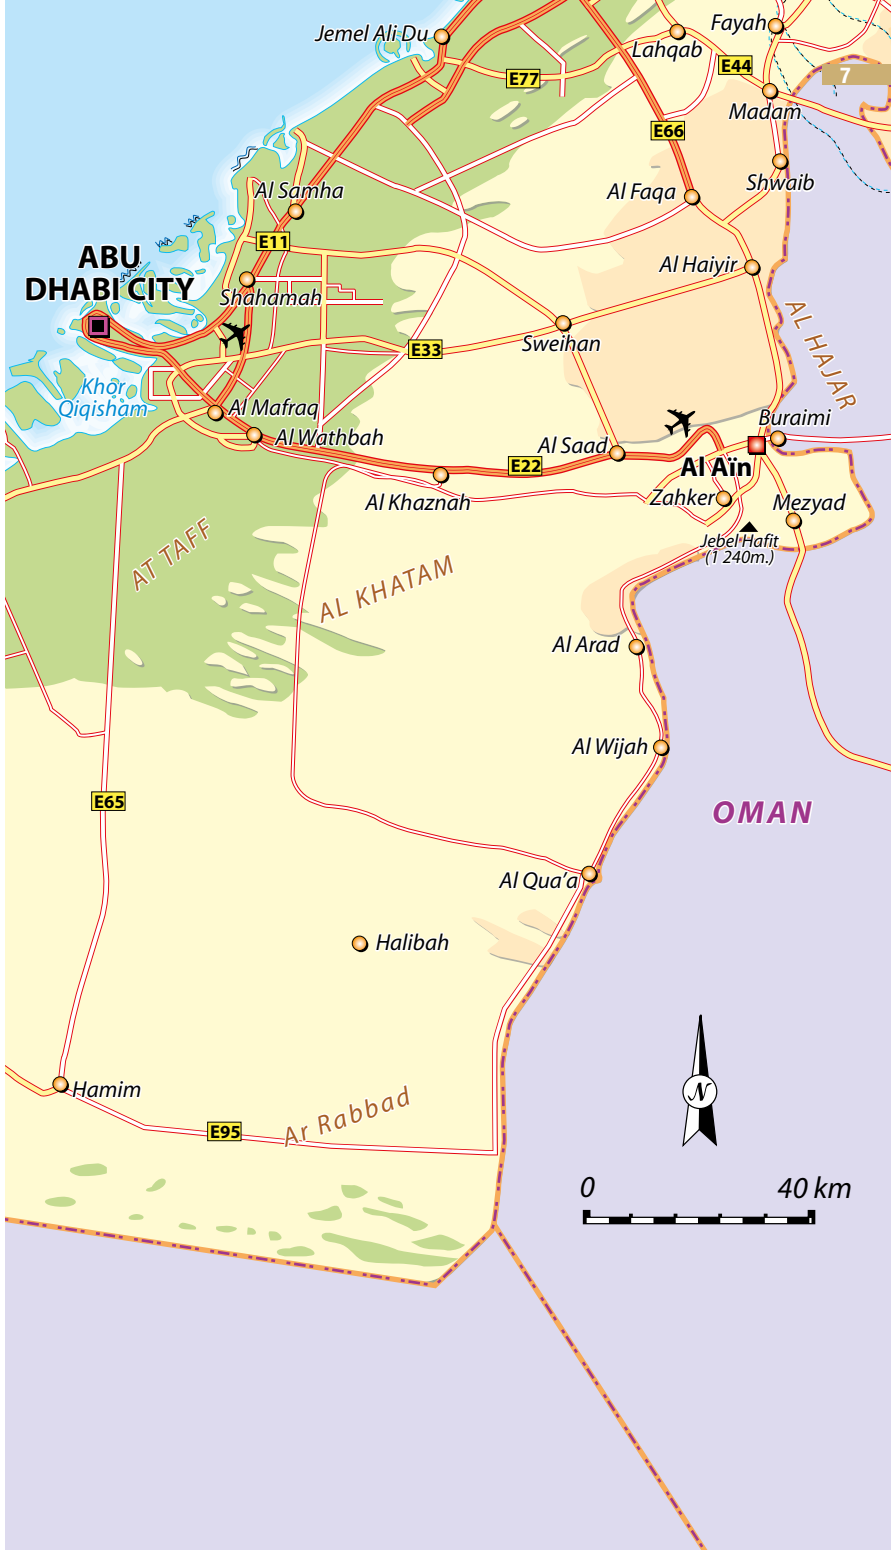 Fayah
Jemel Ali Du
Lahqab
E44
7
E77
Madam
E66
Shwaib
Al Samha
Al Faqa
E11
ABU
DHABI CITY
Al Haiyir
Shahamah
AL HAJAR
Sweihan
E33
Khor
Qiqisham
Al Mafraq
Buraimi
Al Wathbah
Al Saad
E22
Al Aïn
Al Khaznah
Zahker
Mezyad
Jebel Hafit
(1 240m.)
AT TAFF
AL KHATAM
Al Arad
Al Wijah
E65
OMAN
Al Qua'a
Halibah
N
Hamim
Ar Rabbad
E95
0
40 km